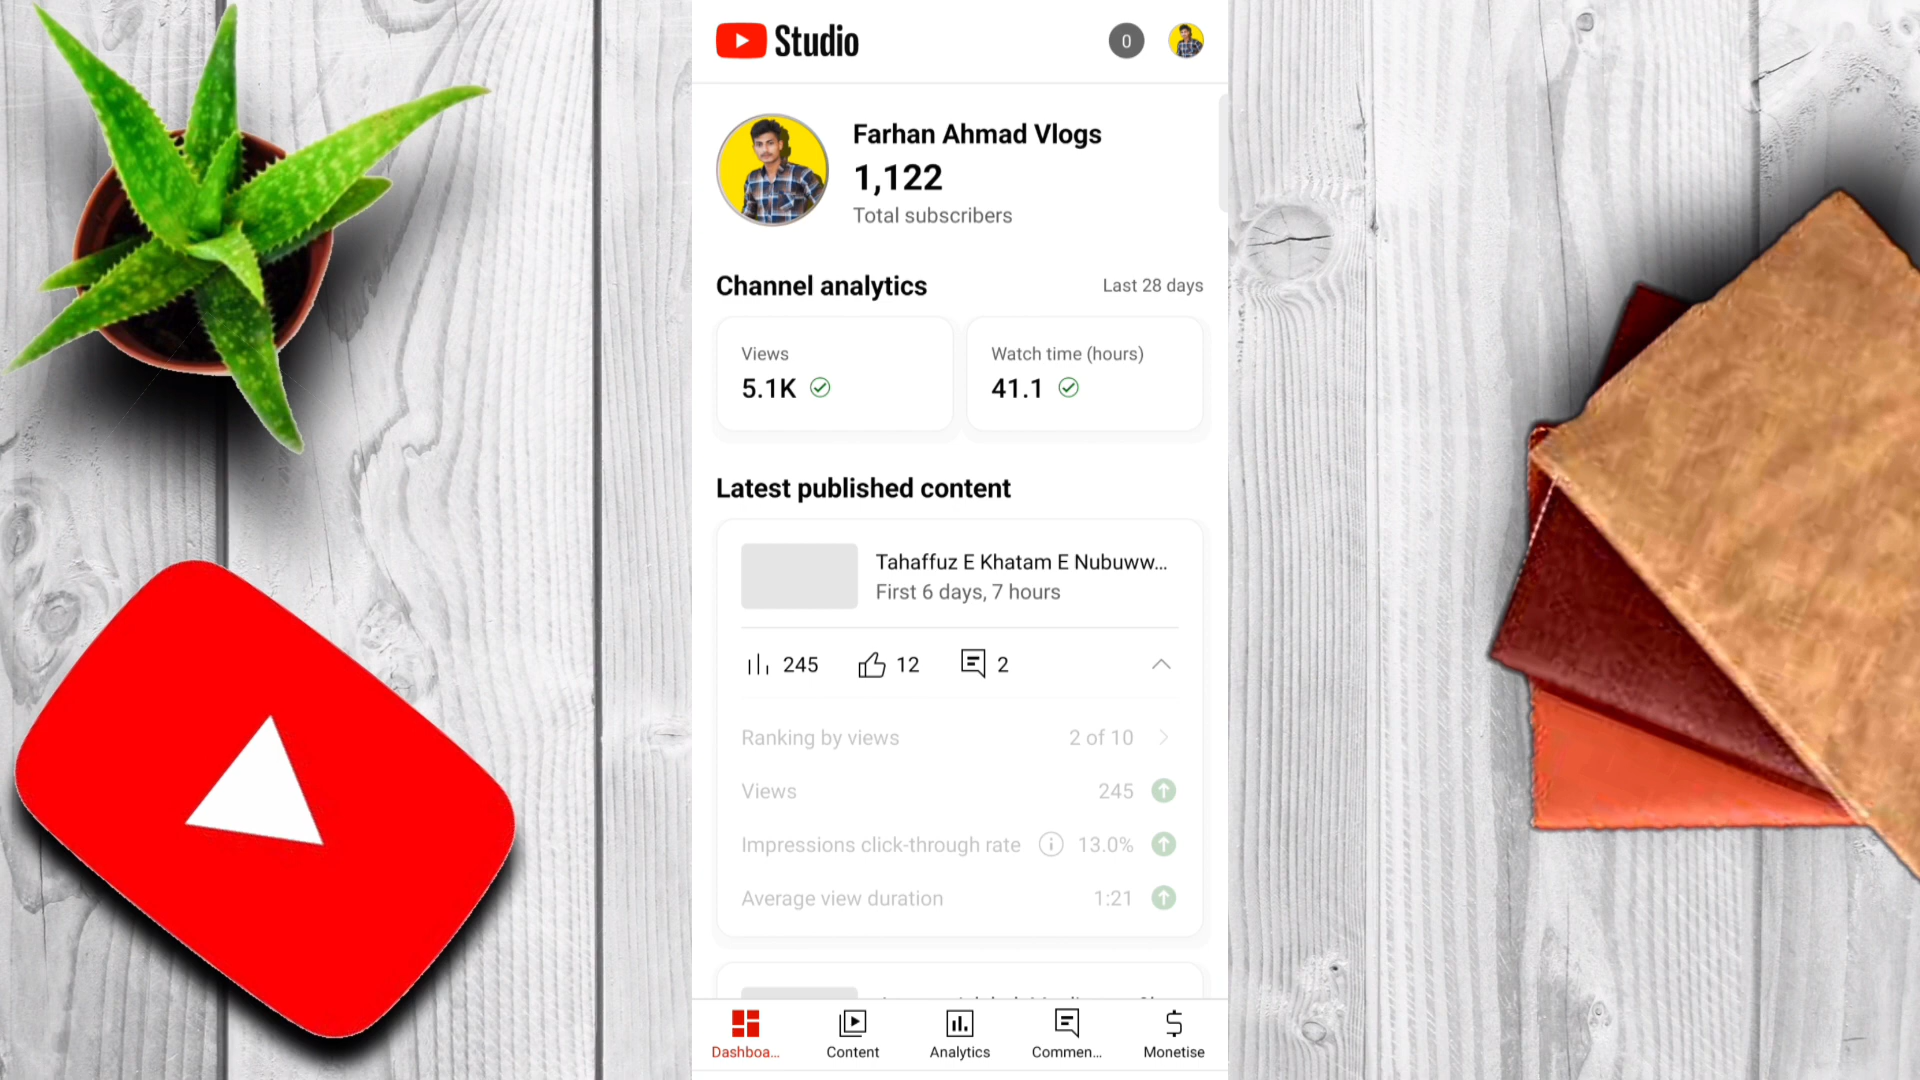 Studio
0
Farhan Ahmad Vlogs
1,122
Total subscribers
Channel analytics
Last 28 days
Views
5.1K
Watch time (hours)
41.1
Latest published content
Tahaffuz E Khatam E Nubuww...
First 6 days, 7 hours
245
12
2
Ranking by views
2 of 10
Views
245
Impressions click-through rate
13.0%
Average view duration
1:21
Dashboa...
Content
Analytics
Commen...
Monetise